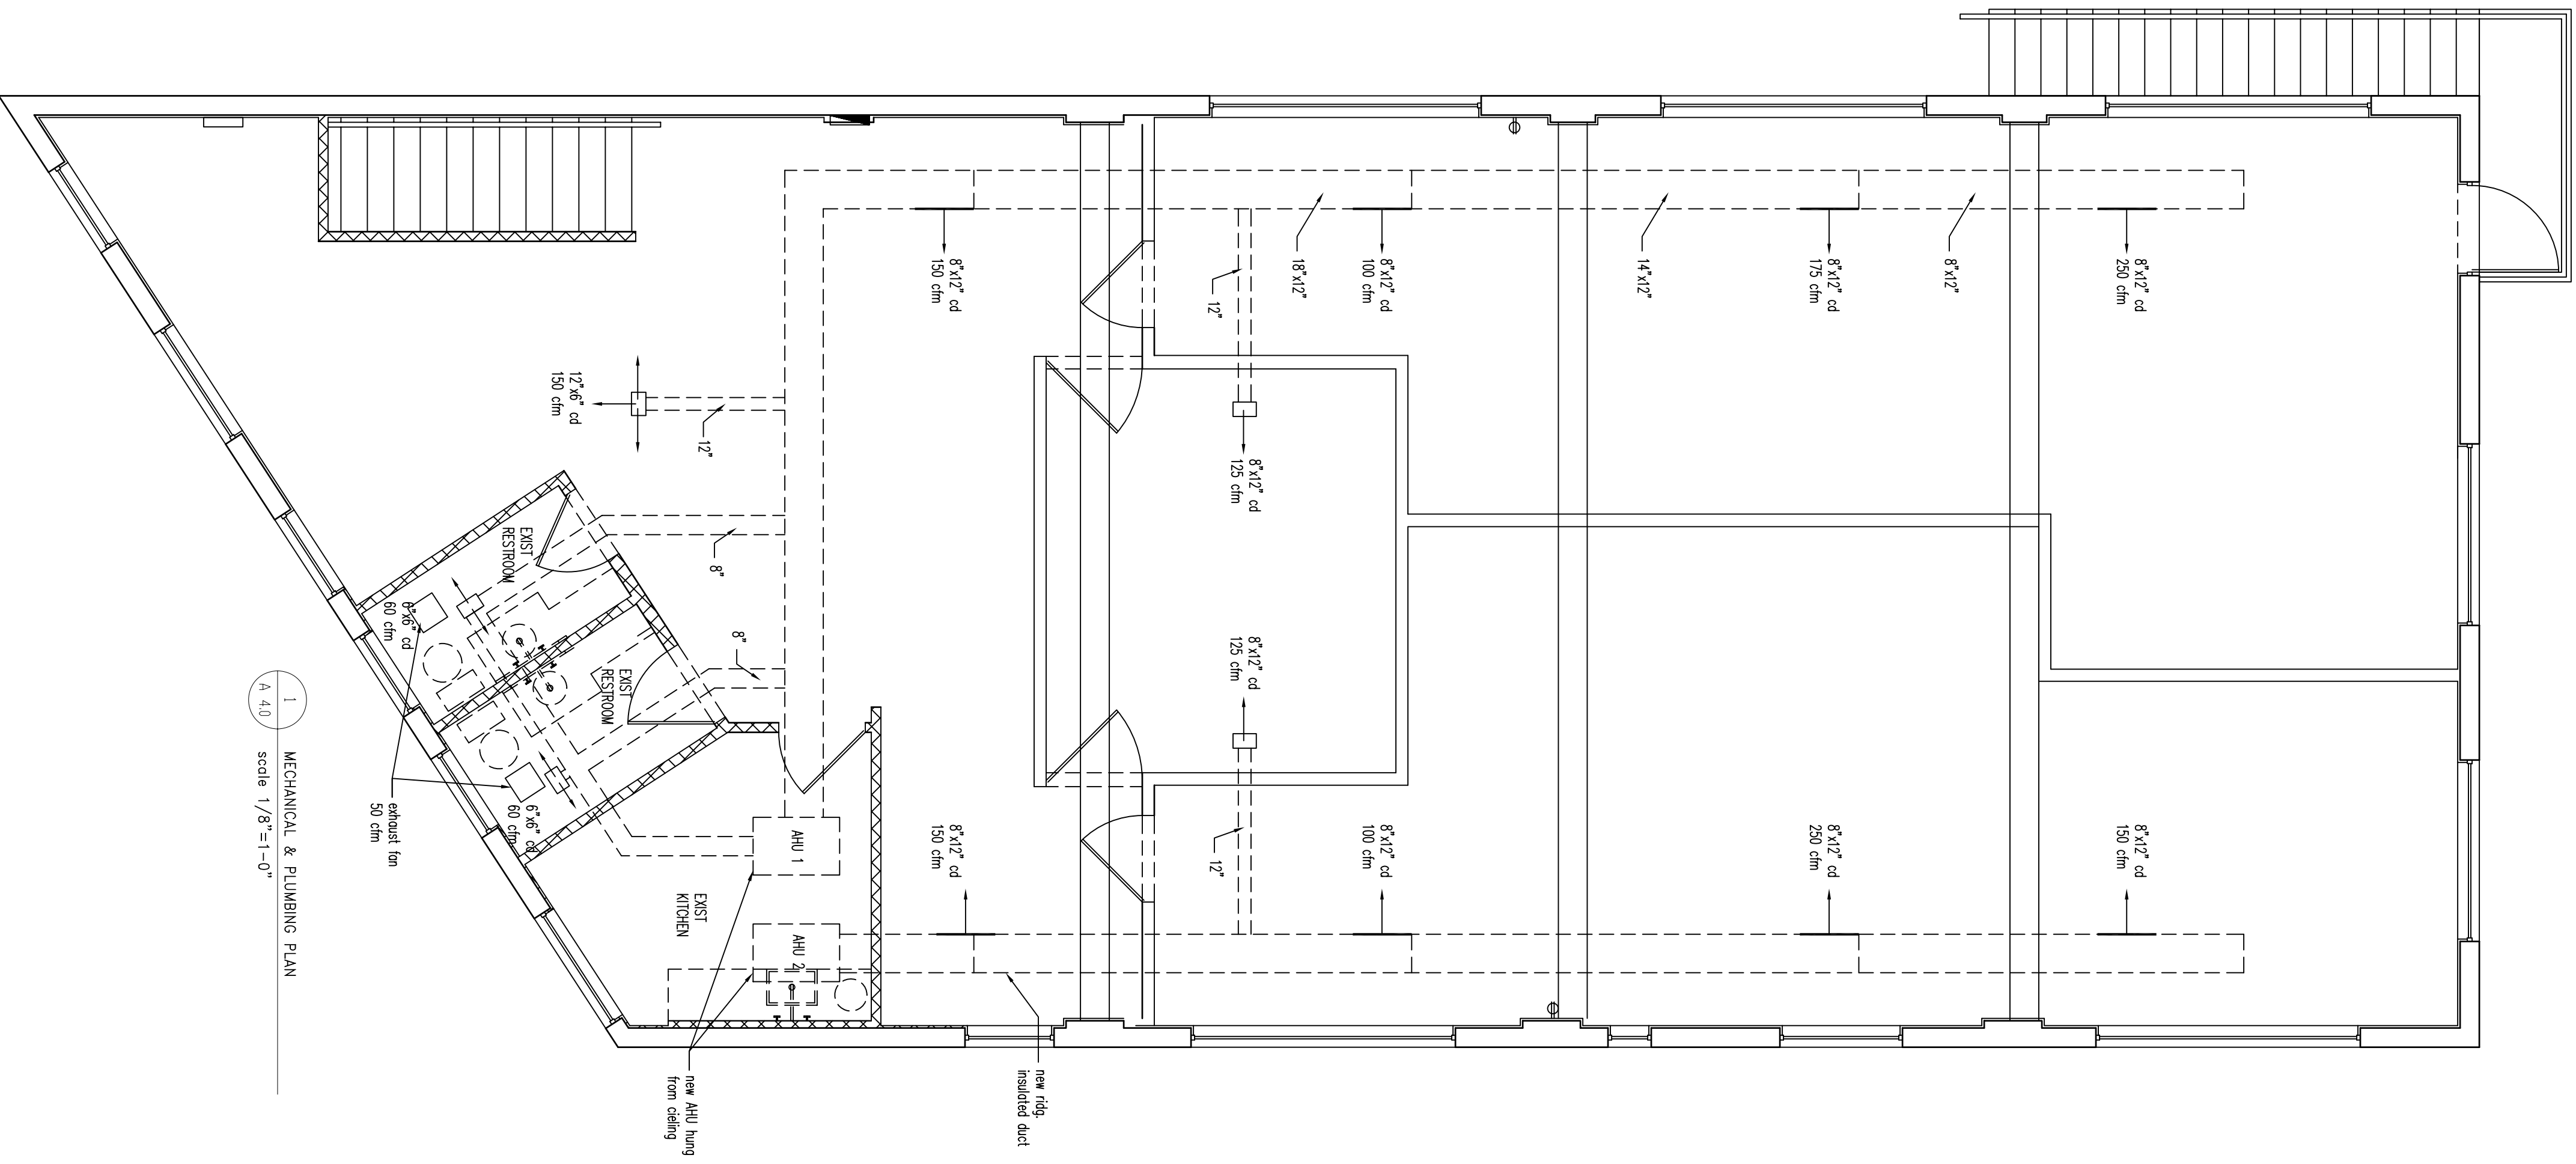 8"x12" cd
250 cfm
8"x12" cd
150 cfm
8"x12"
8"x12" cd
175 cfm
8"x12" cd
250 cfm
14"x12"
8"x12" cd
100 cfm
8"x12" cd
100 cfm
18"x12"
8"x12" cd
125 cfm
8"x12" cd
125 cfm
12"
12"
new ridg.
insulated duct
8"x12" cd
150 cfm
8"x12" cd
150 cfm
AHU 1
AHU 2
8"
8"
12"
EXIST
KITCHEN
new AHU hung
from cieling
EXIST
RESTROOM
12"x6" cd
150 cfm
EXIST
RESTROOM
6"x6" cd
60 cfm
6"x6" cd
60 cfm
exhaust fan
50 cfm
1
A 4.0
MECHANICAL & PLUMBING PLAN
scale 1/8"=1-0"